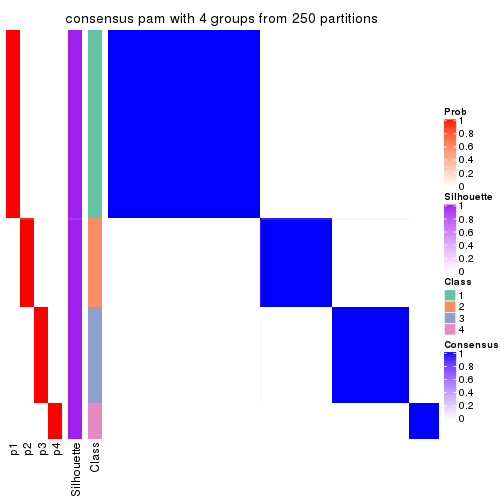 consensus pam with 4 groups from 250 partitions
p1
p2
p3
p4
Silhouette
Class
Prob
1
0.8
0.6
0.4
0.2
0
Silhouette
1
0.8
0.6
0.4
0.2
0
Class
1
2
3
4
Consensus
1
0.8
0.6
0.4
0.2
0